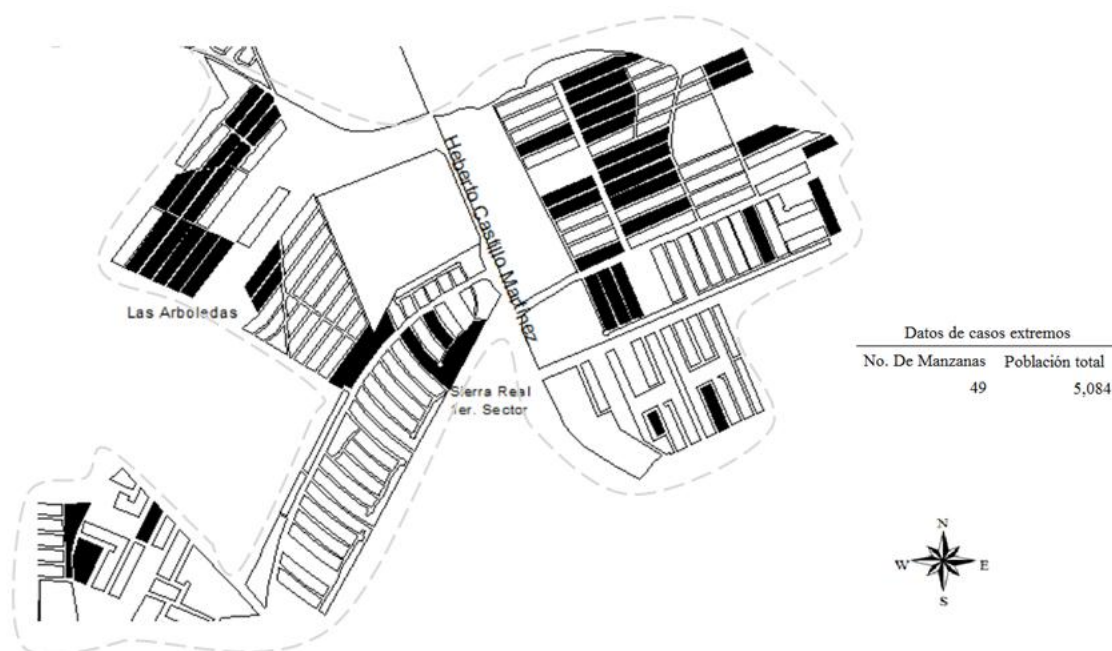 Heberto Castillo Martínez
Las Arboledas
Sierra Real
1er. Sector
Datos de casos extremos
No. De Manzanas Población total
49 5,084
N
W E
S